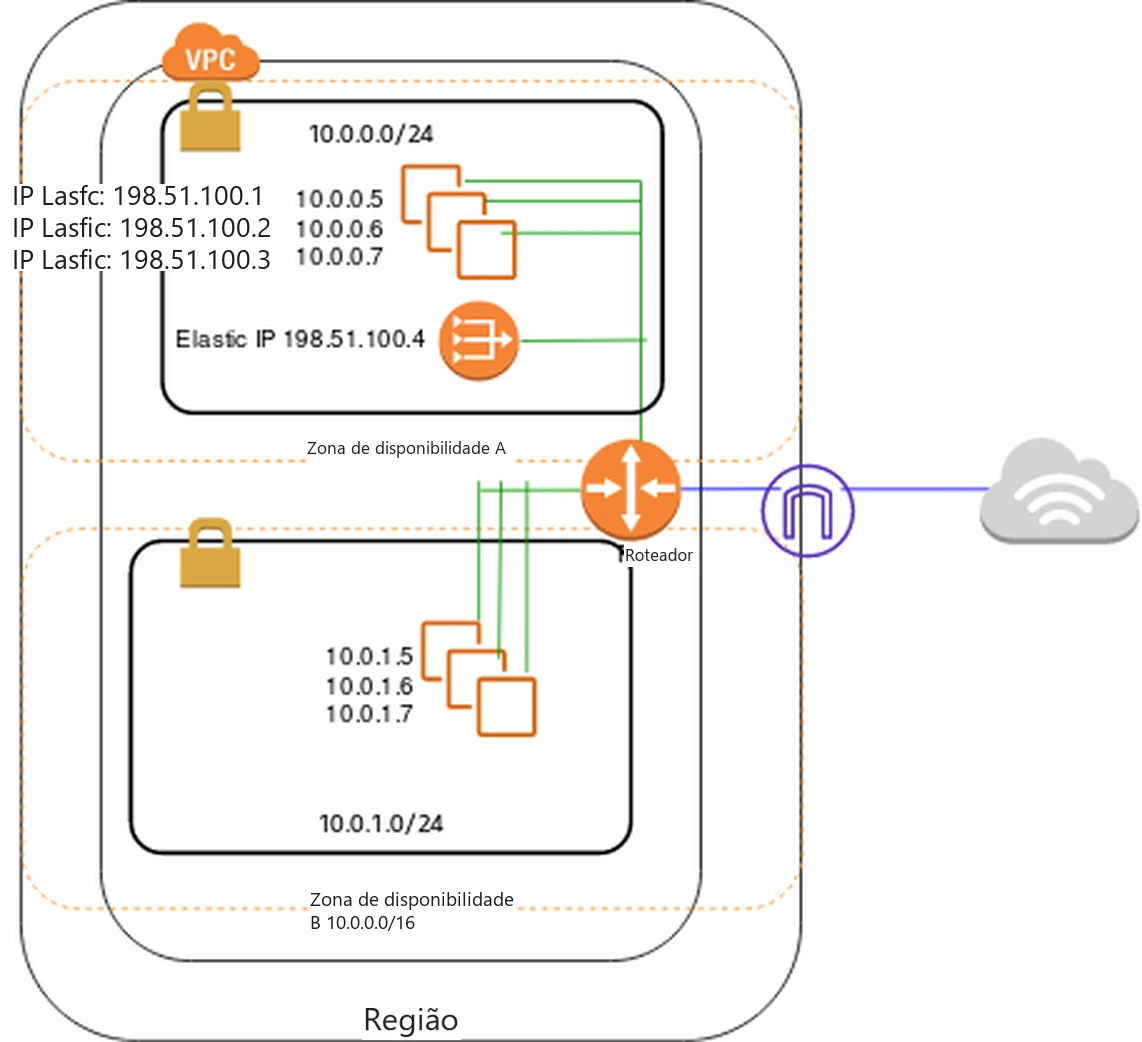 VPC
10.0.0.0/24
IP Lasfc: 198.51.100.1
IP Lasfic: 198.51.100.2
IP Lasfic: 198.51.100.3
10.0.0.5
10.0.0.6
10.0.0.7
Elastic IP 198.51.100.4
Zona de disponibilidade A
Roteador
10.0.1.5
10.0.1.6
10.0.1.7
10.0.1.0/24
Zona de disponibilidade
B 10.0.0.0/16
Região